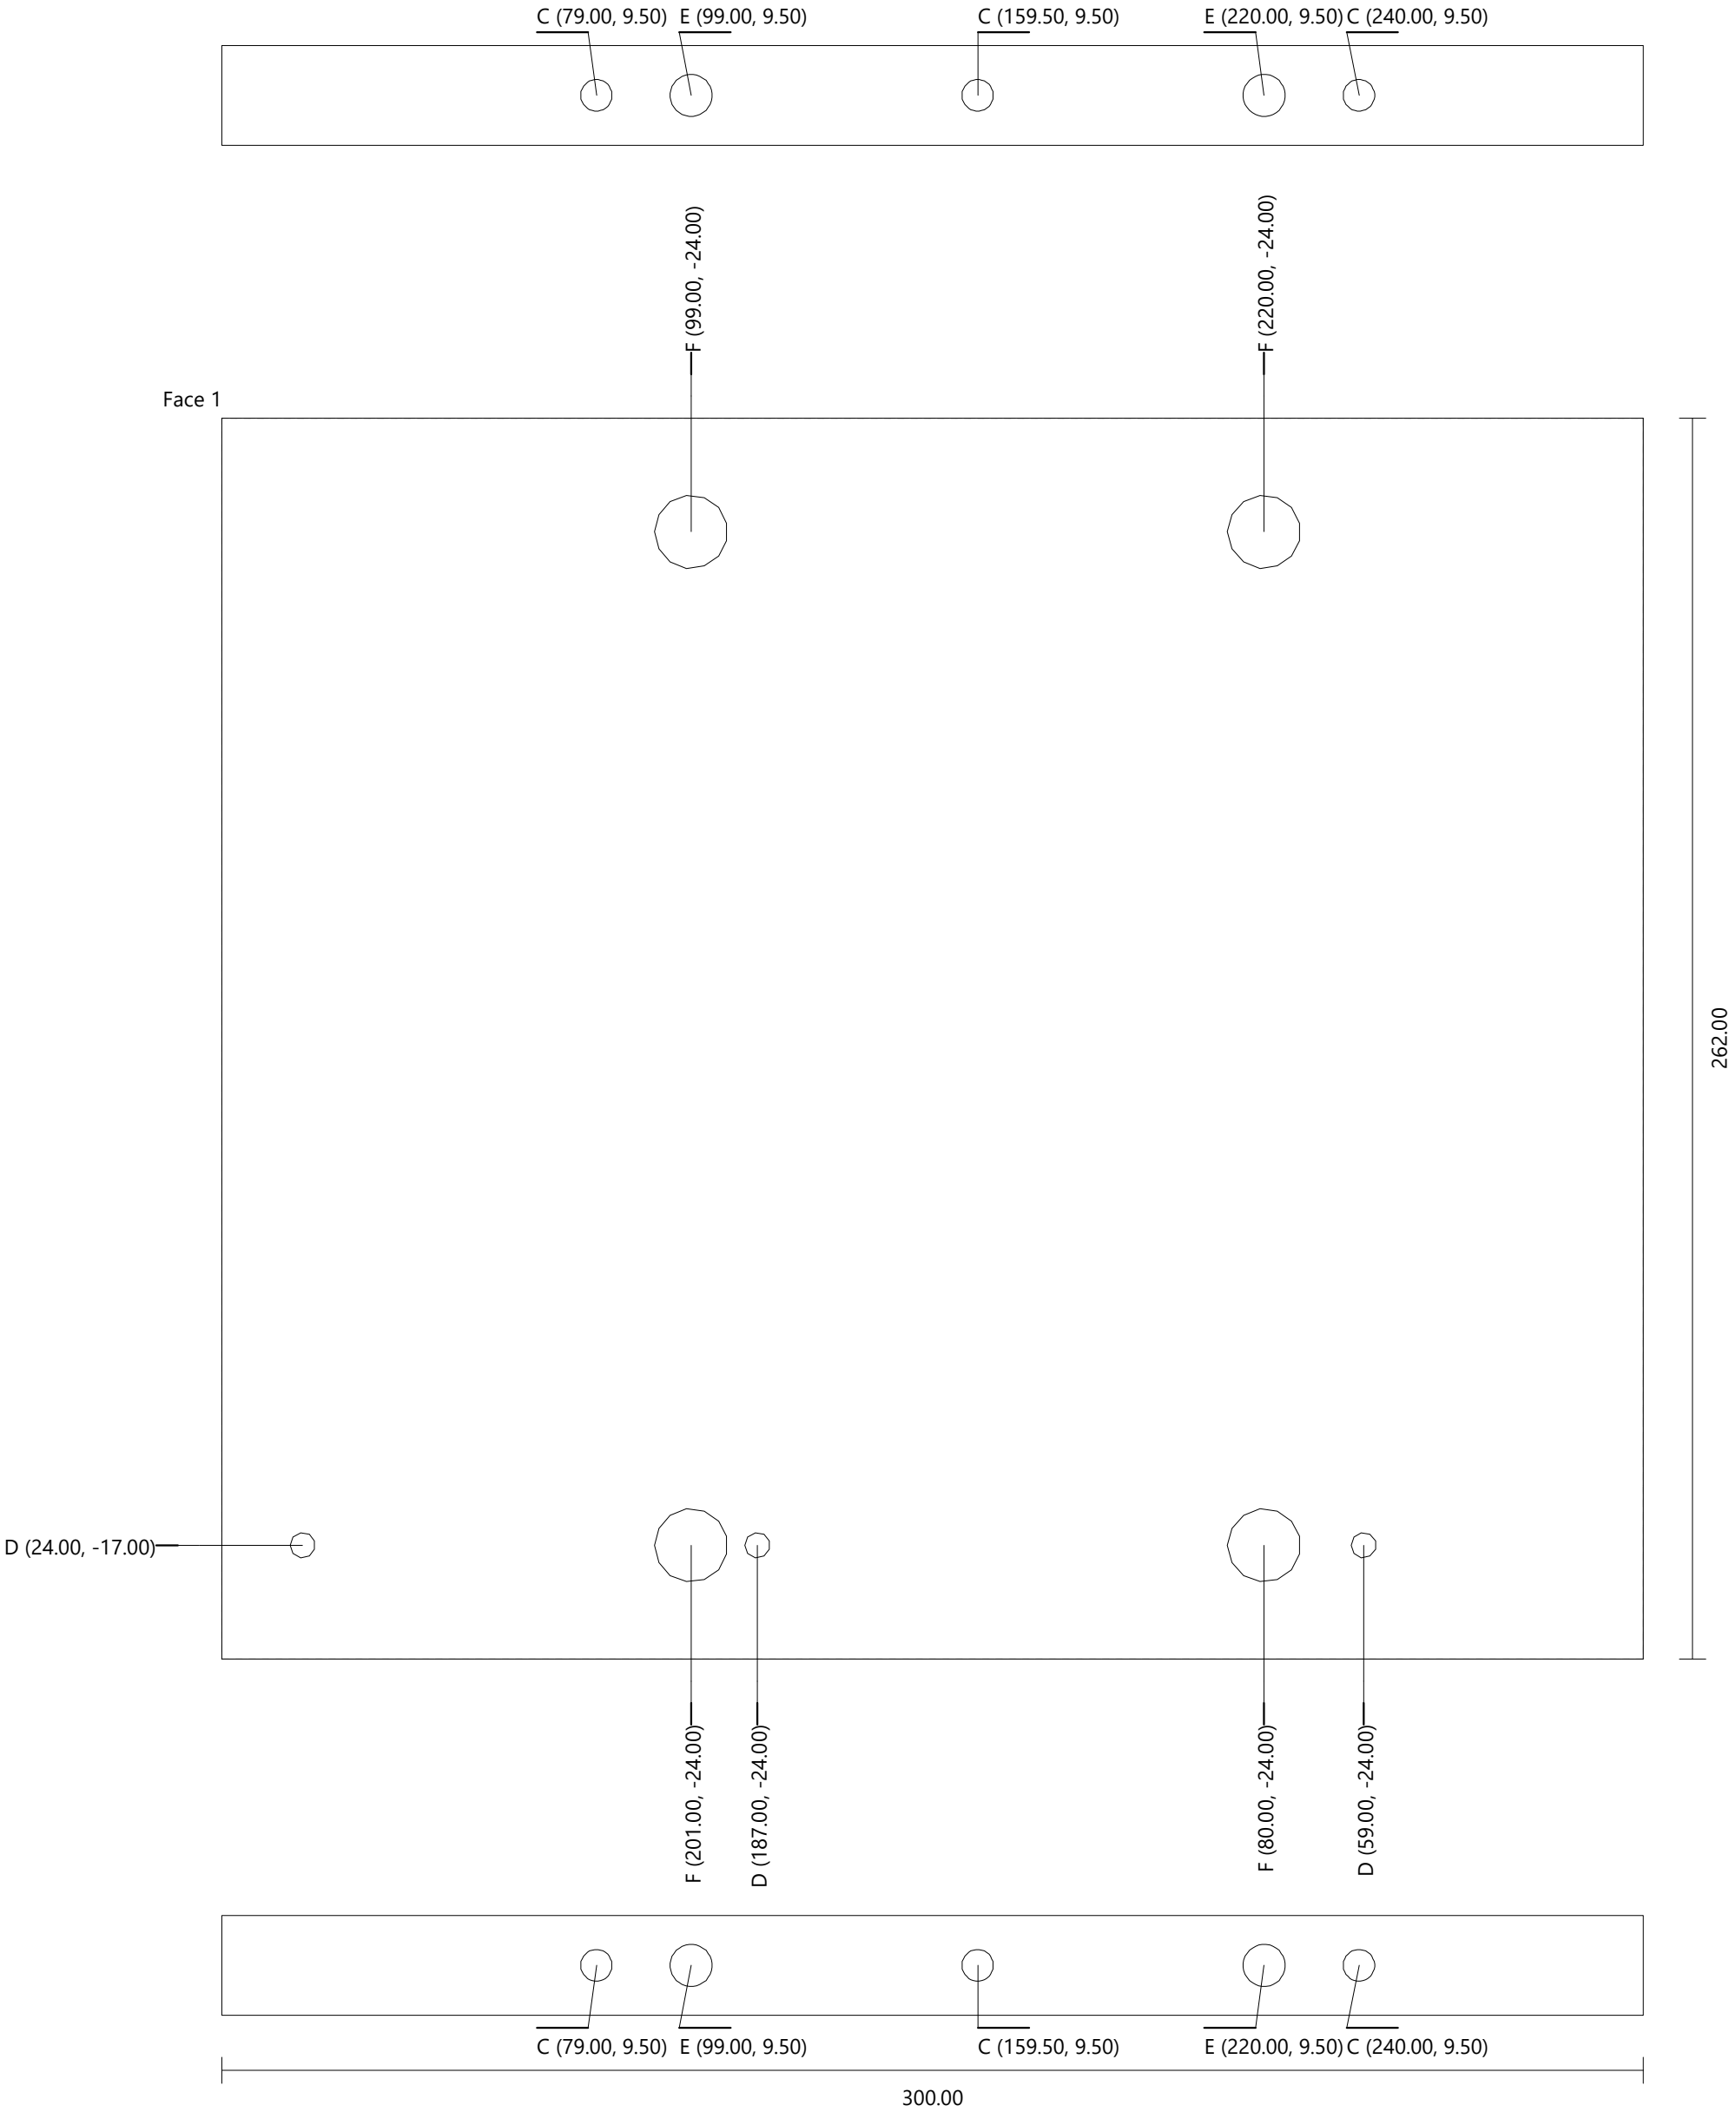 C (79.00, 9.50)
E (99.00, 9.50)
C (159.50, 9.50)
E (220.00, 9.50)
C (240.00, 9.50)
F (99.00, -24.00)
F (220.00, -24.00)
Face 1
262.00
D (24.00, -17.00)
F (201.00, -24.00)
D (187.00, -24.00)
F (80.00, -24.00)
D (59.00, -24.00)
C (79.00, 9.50)
E (99.00, 9.50)
C (159.50, 9.50)
E (220.00, 9.50)
C (240.00, 9.50)
300.00